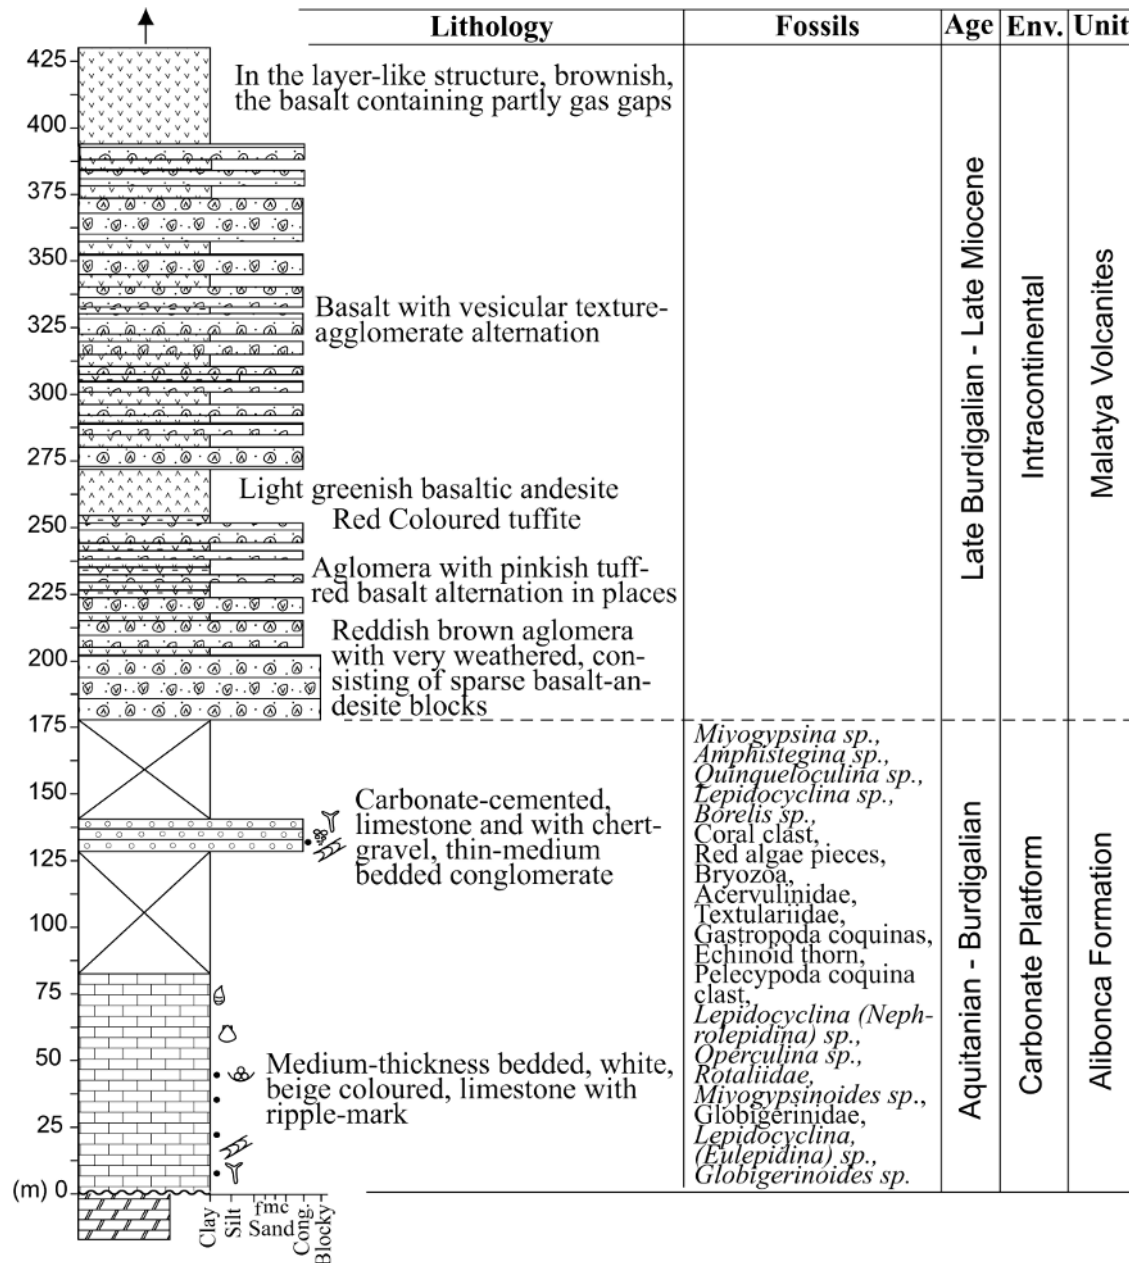 Lithology
Fossils
Age
Env.
Unit
425
400
375
350
325
300
275
250
225
200
175
150
125
100
75
50
25
(m) 0
In the layer-like structure, brownish,
the basalt containing partly gas gaps
Basalt with vesicular texture-
agglomerate alternation
Light greenish basaltic andesite
Red Coloured tuffite
Aglomera with pinkish tuff-
red basalt alternation in places
Reddish brown aglomera
with very weathered, con-
sisting of sparse basalt-an-
desite blocks
Carbonate-cemented,
limestone and with chert-
gravel, thin-medium
bedded conglomerate
Medium-thickness bedded, white,
beige coloured, limestone with
ripple-mark
Miyogypsina sp.,
Amphistegina sp.,
Quinqueloculina sp.,
Lepidocyclina sp.,
Borelis sp.,
Coral clast,
Red algae pieces,
Bryozoa,
Acervulinidae,
Textulariidae,
Gastropoda coquinas,
Echinoid thorn,
Pelecypoda coquina
clast,
Lepidocyclina (Neph-
rolepidina) sp.,
Operculina sp.,
Rotaliidae,
Miyogypsinoides sp.,
Globigerinidae,
Lepidocyclina,
(Eulepidina) sp.,
Globigerinoides sp.
Late Burdigalian - Late Miocene
Intracontinental
Malatya Volcanites
Aquitanian - Burdigalian
Carbonate Platform
Alibonca Formation
Clay
Silt
f m c
Sand
Cong.
Blocky